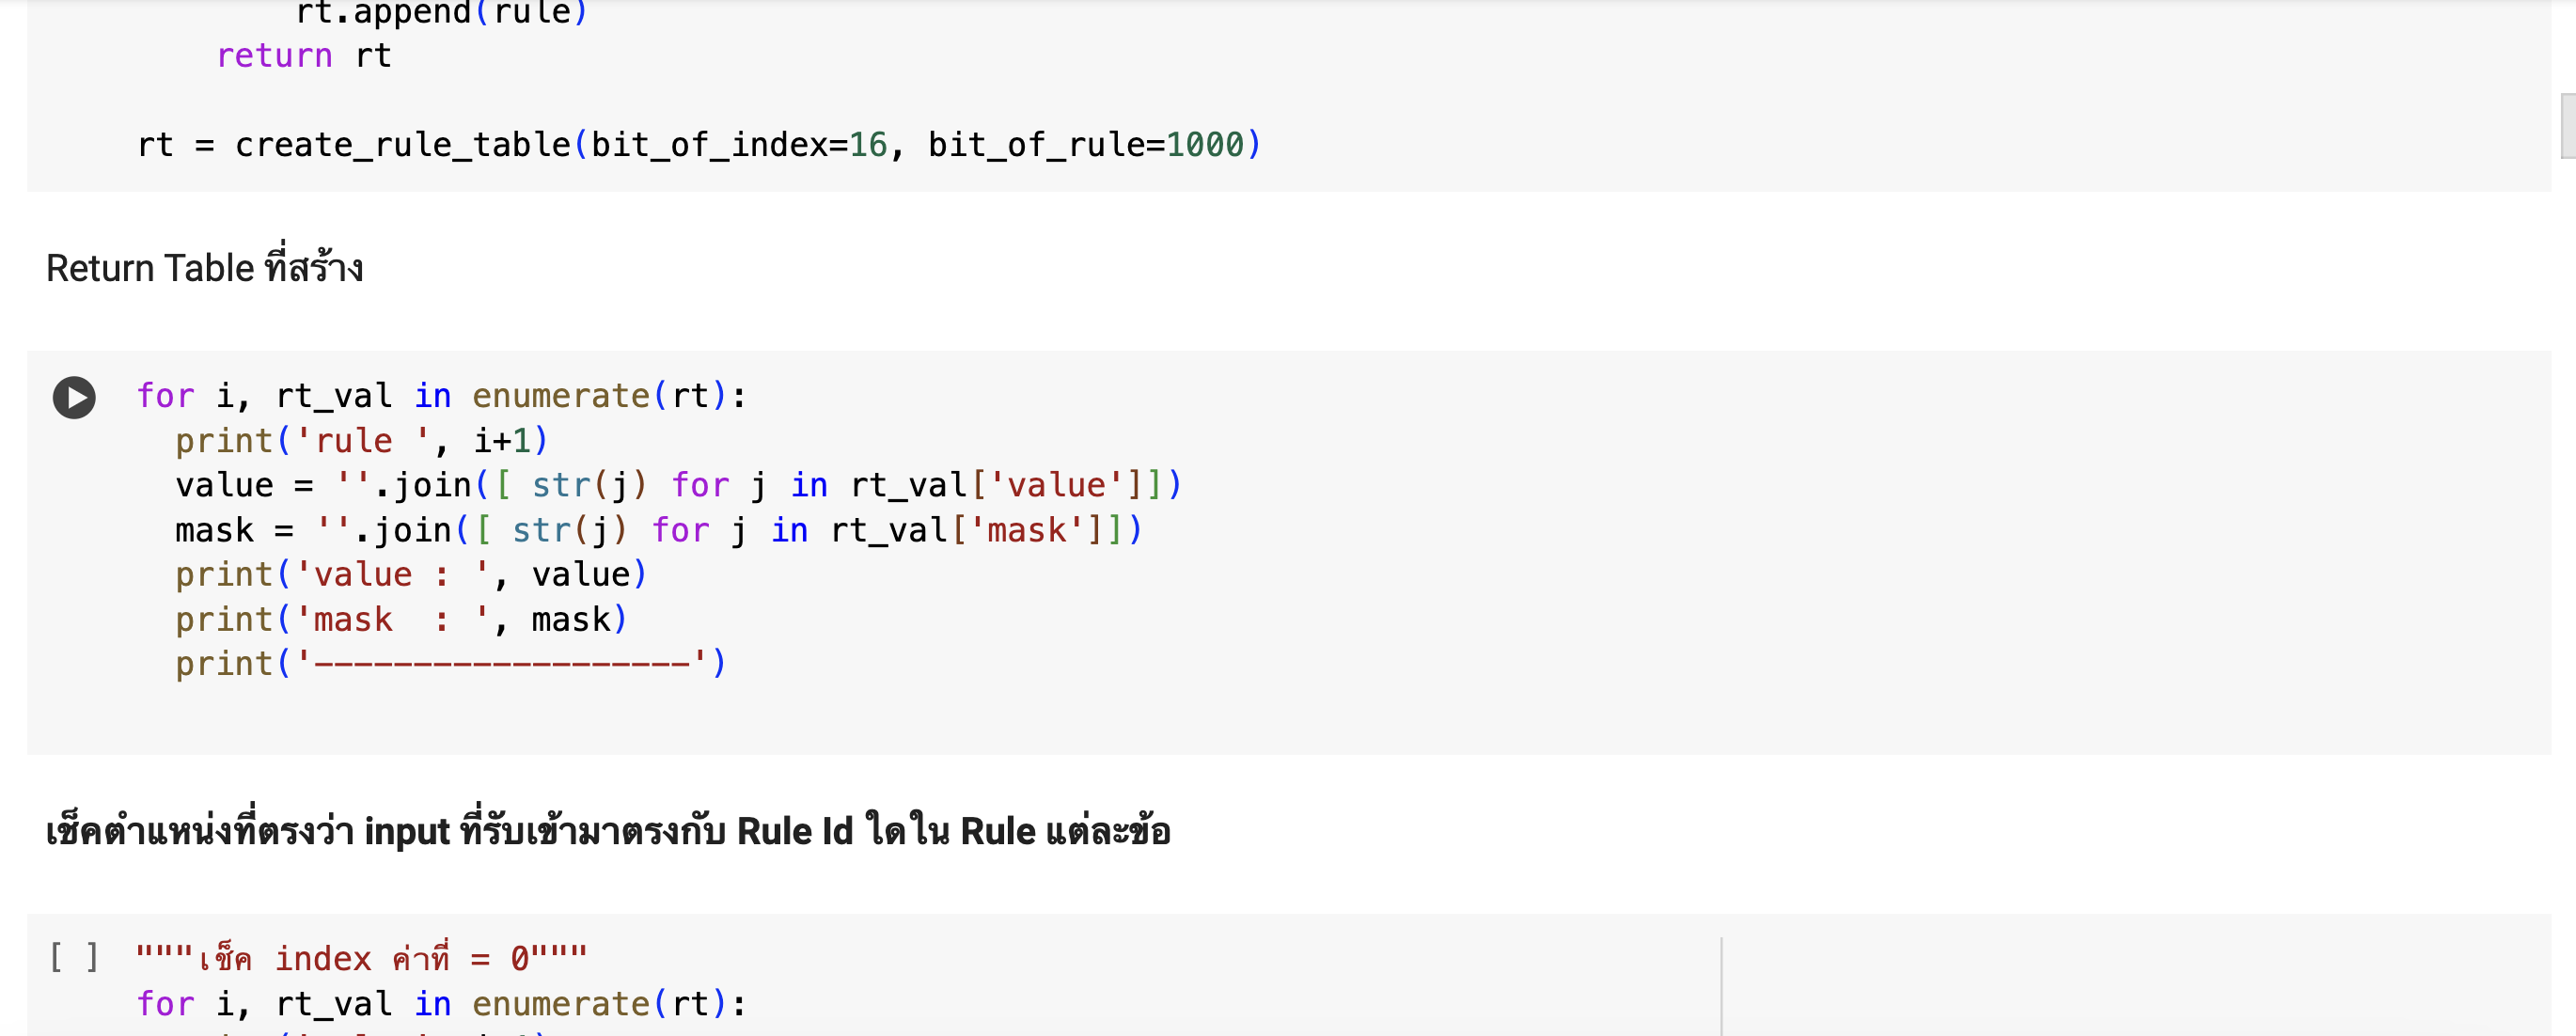 rt.append(rule)
return rt
rt = create_rule_table(bit_of_index=16, bit_of_rule=1000)
Return Table ที่สร้าง
for i, rt_val in enumerate(rt):
print('rule ', i+1)
value = ''.join([ str(j) for j in rt_val['value']])
mask = ''.join([ str(j) for j in rt_val['mask']])
print('value : ', value)
print('mask  : ', mask)
print('-------------------')
เช็คตำแหน่งที่ตรงว่า input ที่รับเข้ามาตรงกับ Rule Id ใดใน Rule แต่ละข้อ
[ ] """เช็ค index ค่าที่ = 0"""
for i, rt_val in enumerate(rt):